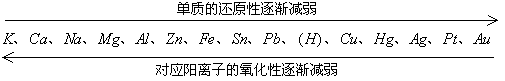 单质的还原性逐渐减弱
K、Ca、Na、Mg、Al、Zn、Fe、Sn、Pb、(H)、Cu、Hg、Ag、Pt、Au
对应阳离子的氧化性逐渐减弱